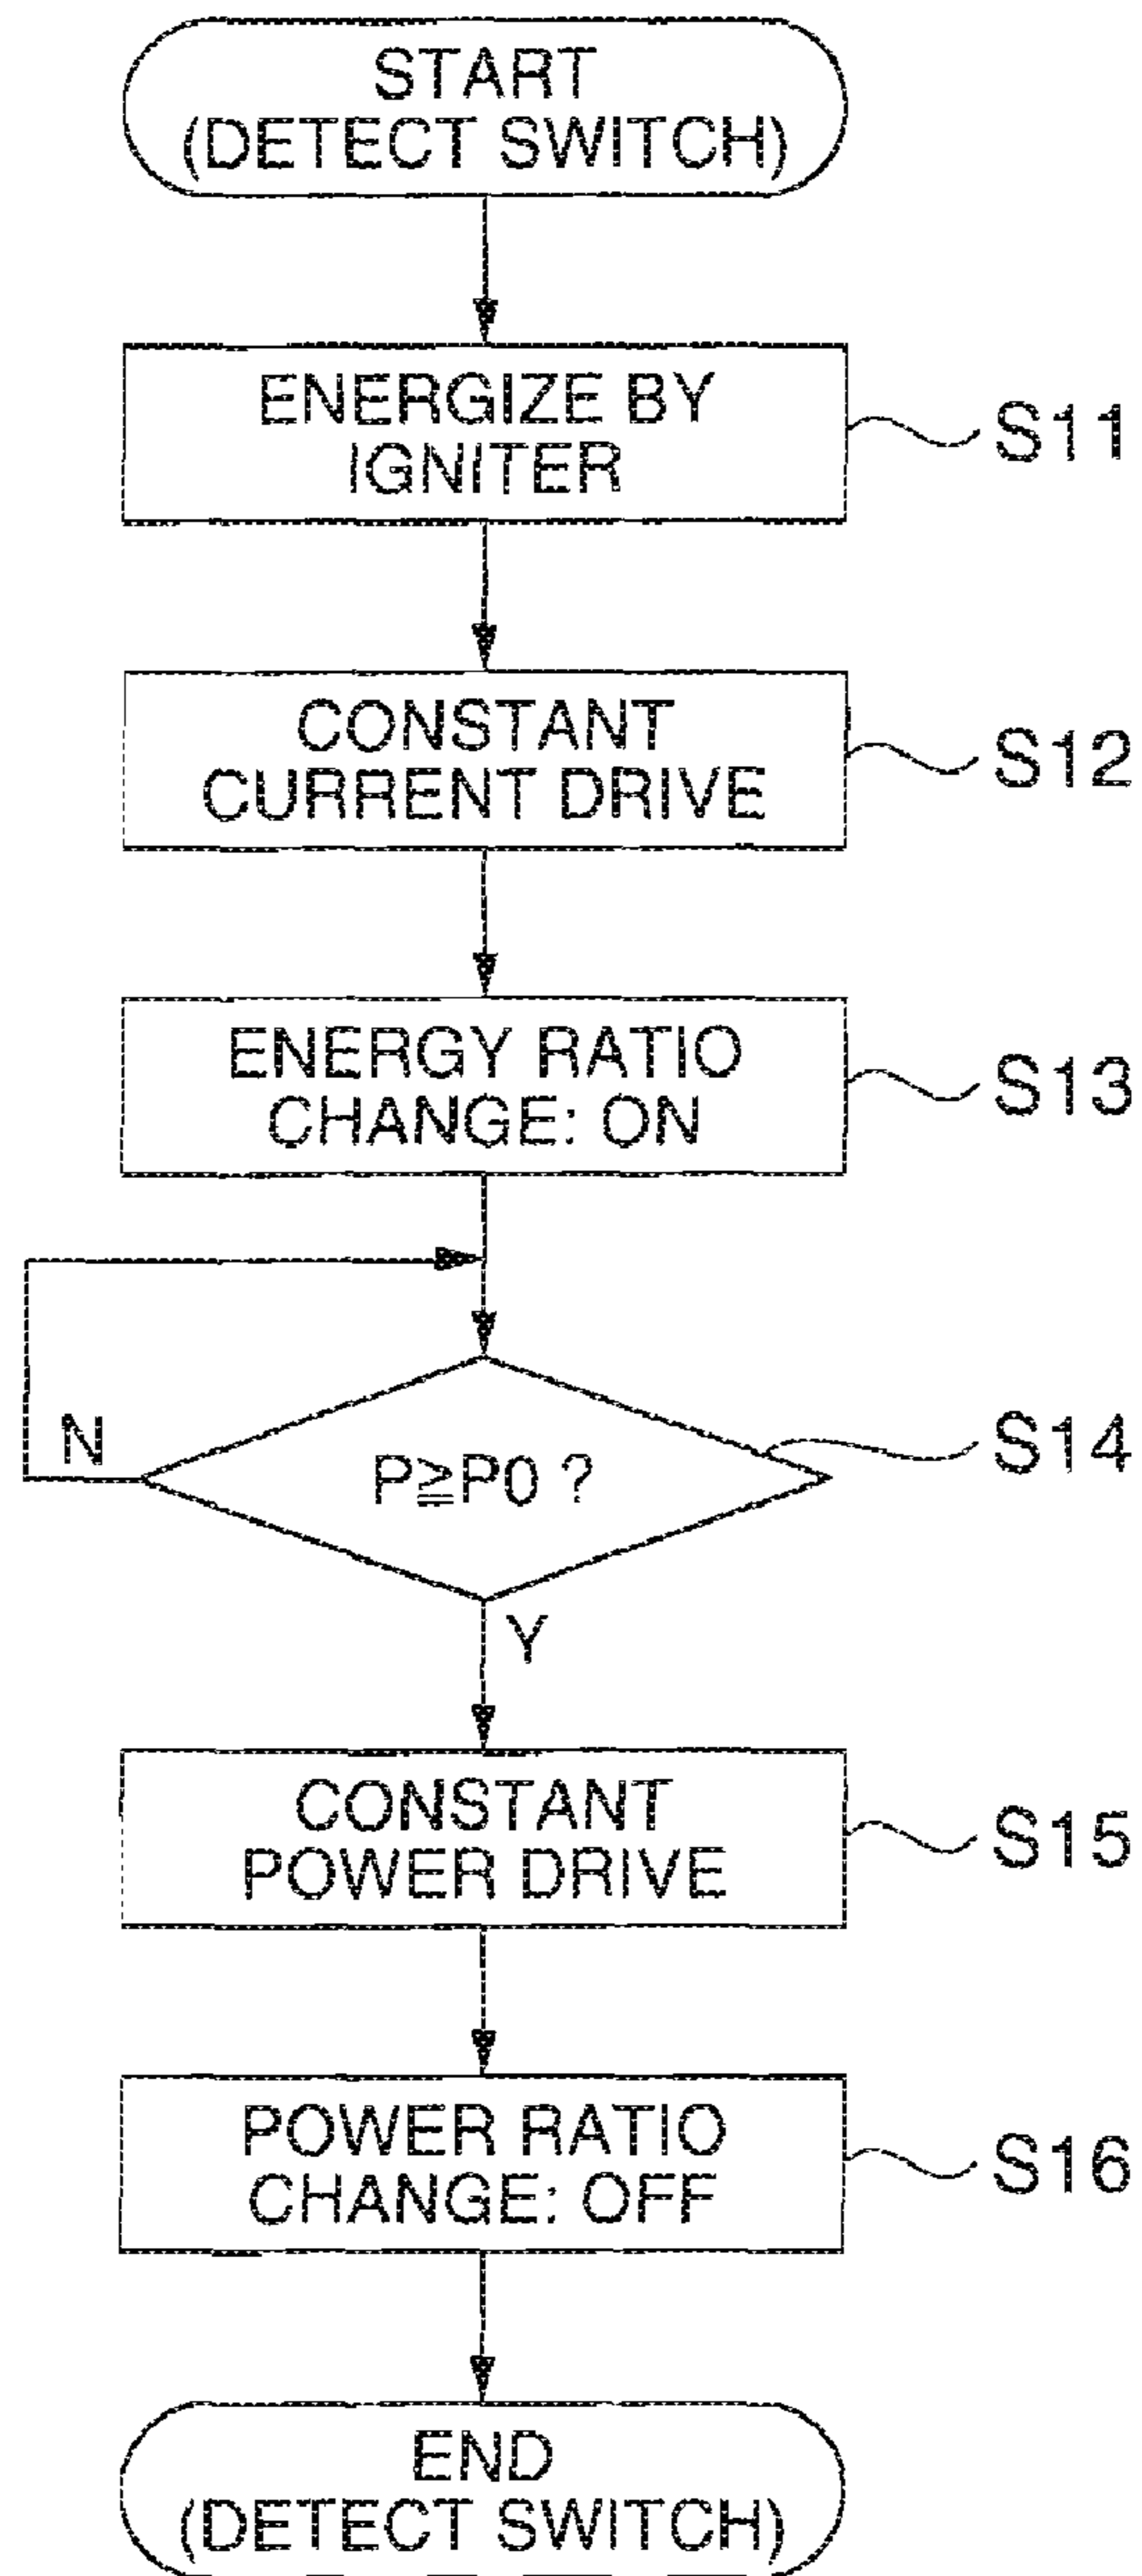 START
(DETECT SWITCH)
ENERGIZE BY
IGNITER
S11
CONSTANT
CURRENT DRIVE
S12
ENERGY RATIO
CHANGE: ON
S13
N
P≧P0 ?
S14
Y
CONSTANT
POWER DRIVE
S15
POWER RATIO
CHANGE: OFF
S16
END
(DETECT SWITCH)